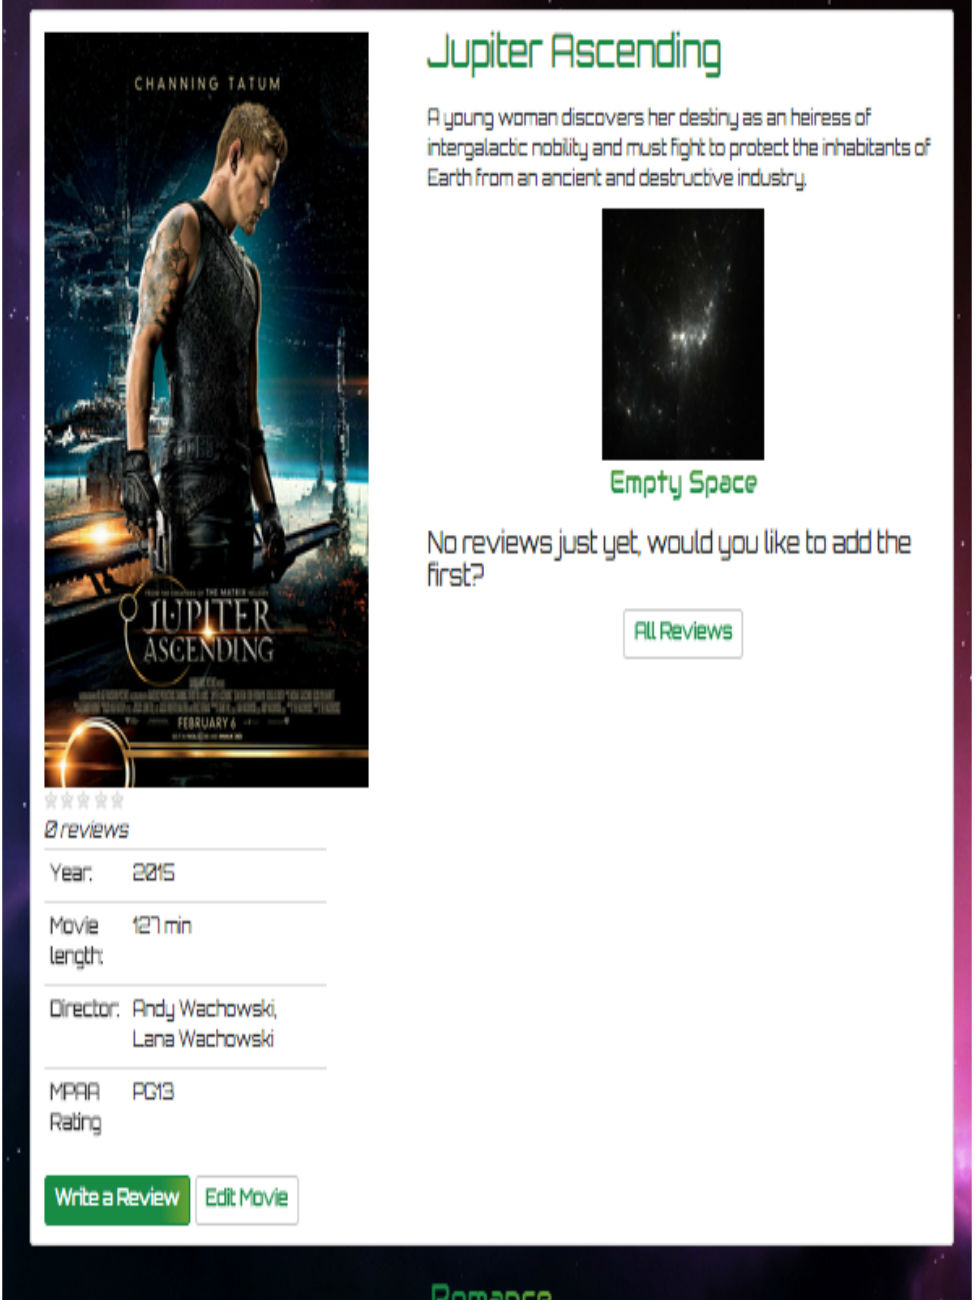 CHANNING TATUM
FROM THE CREATORS OF THE MATRIX TRILOGY
JUPITER
ASCENDING
FEBRUARY 6
0 reviews
Year: 2015
Movie length: 127 min
Director: Andy Wachowski,
Lana Wachowski
MPAA Rating PG13
Write a Review Edit Movie
Jupiter Ascending
A young woman discovers her destiny as an heiress of
intergalactic nobility and must fight to protect the inhabitants of
Earth from an ancient and destructive industry.
Empty Space
No reviews just yet, would you like to add the
first?
All Reviews
Romance